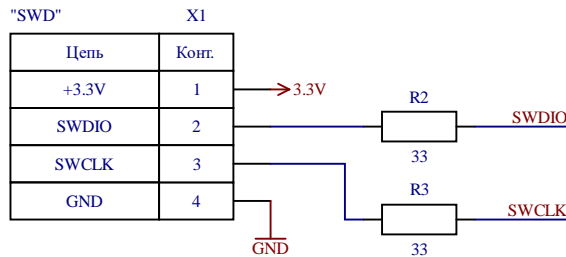 "SWD" X1
Цепь Конт.
+3.3V 1 3.3V
R2
SWDIO 2 SWDIO
33
SWCLK 3
R3
GND 4 SWCLK
GND 33